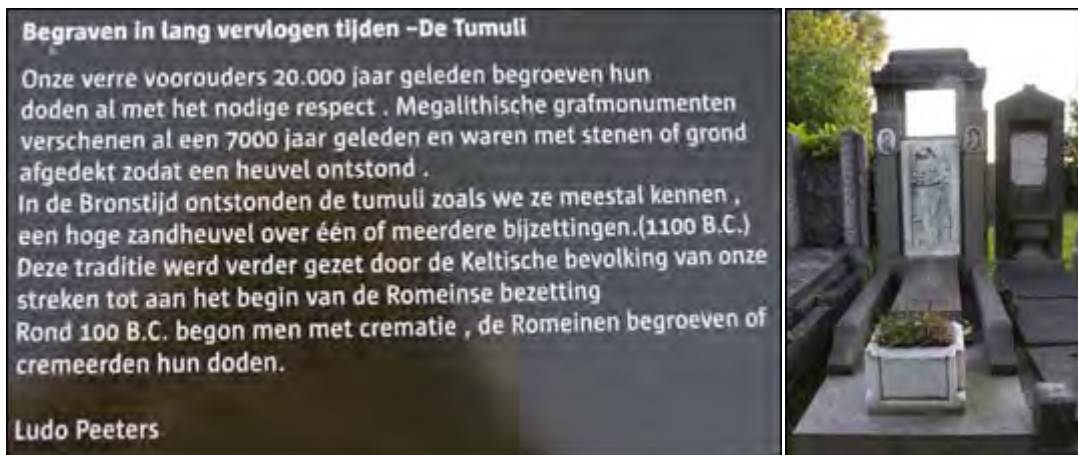 Begraven in lang vervlogen tijden –De Tumuli
Onze verre voorouders 20.000 jaar geleden begroeven hun
doden al met het nodige respect . Megalithische grafmonumenten
verschenen al een 7000 jaar geleden en waren met stenen of grond
afgedekt zodat een heuvel ontstond .
In de Bronstijd ontstonden de tumuli zoals we ze meestal kennen ,
een hoge zandheuvel over één of meerdere bijzettingen.(1100 B.C.)
Deze traditie werd verder gezet door de Keltische bevolking van onze
streken tot aan het begin van de Romeinse bezetting
Rond 100 B.C. begon men met crematie , de Romeinen begroeven of
cremeerden hun doden.
Ludo Peeters